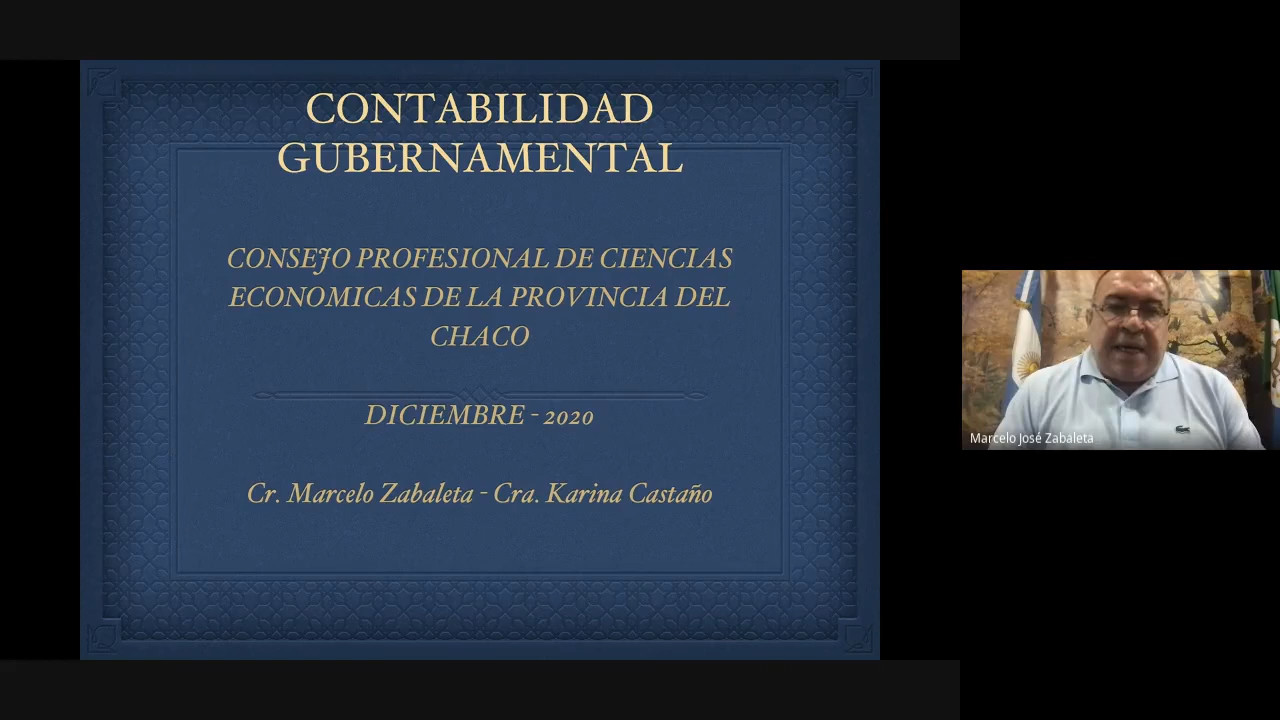 CONTABILIDAD
GUBERNAMENTAL
CONSEJO PROFESIONAL DE CIENCIAS
ECONOMICAS DE LA PROVINCIA DEL
CHACO
DICIEMBRE - 2020
Cr. Marcelo Zabaleta - Cra. Karina Castaño
Marcelo José Zabaleta